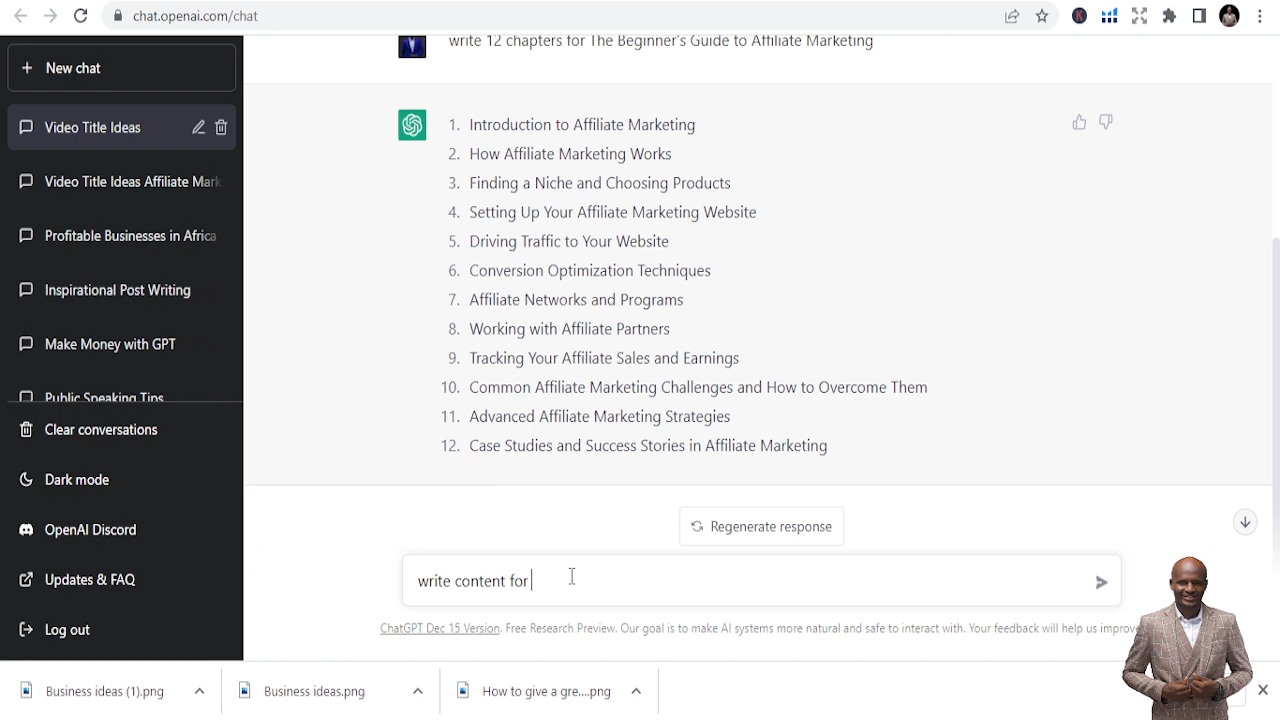 chat.openai.com/chat
New chat
Video Title Ideas
Video Title Ideas Affiliate Mark
Profitable Businesses in Africa
Inspirational Post Writing
Make Money with GPT
Public Speaking Tips
Clear conversations
Dark mode
OpenAI Discord
Updates & FAQ
Log out
write 12 chapters for The Beginner's Guide to Affiliate Marketing
1. Introduction to Affiliate Marketing
2. How Affiliate Marketing Works
3. Finding a Niche and Choosing Products
4. Setting Up Your Affiliate Marketing Website
5. Driving Traffic to Your Website
6. Conversion Optimization Techniques
7. Affiliate Networks and Programs
8. Working with Affiliate Partners
9. Tracking Your Affiliate Sales and Earnings
10. Common Affiliate Marketing Challenges and How to Overcome Them
11. Advanced Affiliate Marketing Strategies
12. Case Studies and Success Stories in Affiliate Marketing
Regenerate response
write content for
ChatGPT Dec 15 Version. Free Research Preview. Our goal is to make AI systems more natural and safe to interact with. Your feedback will help us improve
Business ideas (1).png
Business ideas.png
How to give a gre....png